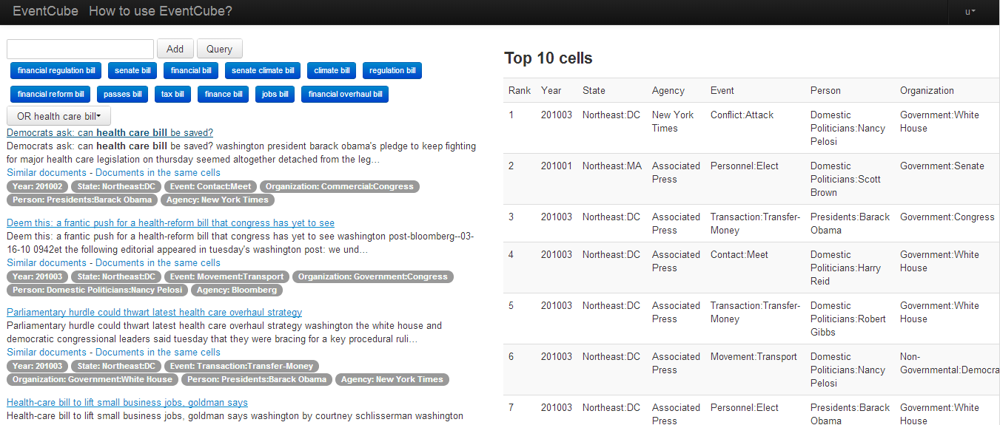 EventCube How to use EventCube? u
Add Query
financial regulation bill senate bill financial bill senate climate bill climate bill regulation bill
financial reform bill passes bill tax bill finance bill jobs bill financial overhaul bill
OR health care bill
Democrats ask: can health care bill be saved?
Democrats ask: can health care bill be saved? washington president barack obama's pledge to keep fighting
for major health care legislation on thursday seemed altogether detached from the leg...
Similar documents - Documents in the same cells
Year: 201002 State: Northeast:DC Event: Contact:Meet Organization: Commercial:Congress
Person: Presidents:Barack Obama Agency: New York Times
Deem this: a frantic push for a health-reform bill that congress has yet to see
Deem this: a frantic push for a health-reform bill that congress has yet to see washington post-bloomberg--03-
16-10 0942et the following editorial appeared in tuesday's washington post: we und...
Similar documents - Documents in the same cells
Year: 201003 State: Northeast:DC Event: Movement:Transport Organization: Government:Congress
Person: Domestic Politicians:Nancy Pelosi Agency: Bloomberg
Parliamentary hurdle could thwart latest health care overhaul strategy
Parliamentary hurdle could thwart latest health care overhaul strategy washington the white house and
democratic congressional leaders said tuesday that they were bracing for a key procedural ruli...
Similar documents - Documents in the same cells
Year: 201003 State: Northeast:DC Event: Transaction:Transfer-Money
Organization: Government:White House Person: Presidents:Barack Obama Agency: New York Times
Health-care bill to lift small business jobs, goldman says
Health-care bill to lift small business jobs, goldman says washington by courtney schlisserman washington
Top 10 cells
Rank Year State Agency Event Person Organization
1 201003 Northeast:DC New York Conflict:Attack Domestic Government:White
Times Politicians:Nancy House
Pelosi
2 201001 Northeast:MA Associated Personnel:Elect Domestic Government:Senate
Press Politicians:Scott
Brown
3 201003 Northeast:DC Associated Transaction:Transfer- Presidents:Barack Government:Congress
Press Money Obama
4 201003 Northeast:DC Associated Contact:Meet Domestic Government:White
Press Politicians:Harry House
Reid
5 201003 Northeast:DC Associated Transaction:Transfer- Domestic Government:White
Press Money Politicians:Robert House
Gibbs
6 201003 Northeast:DC Associated Movement:Transport Domestic Non-
Press Politicians:Nancy Governmental:Democra
Pelosi
7 201003 Northeast:DC Associated Personnel:Elect Presidents:Barack Government:White
Press Obama House